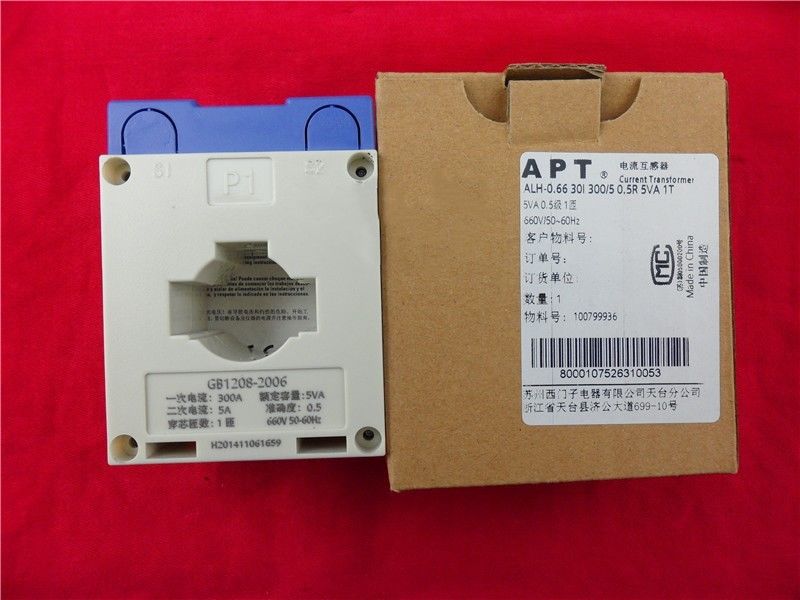 S1
P1
S2
GB1208-2006
一次电流：300A 额定容量：5VA
二次电流：5A 准确度：0.5
穿芯匝数：1匝 660V 50-60Hz
H201411061659
APT® 电流互感器
Current Transformer
ALH-0.66 30I 300/5 0.5R 5VA 1T
5VA 0.5级 1匝
660V/50~60Hz
客户物料号：
订单号：
订货单位：
数量：1
物料号：100799936
MC
Made in China
中国制造
8000107526310053
苏州西门子电器有限公司天台分公司
浙江省天台县济公大道699-10号